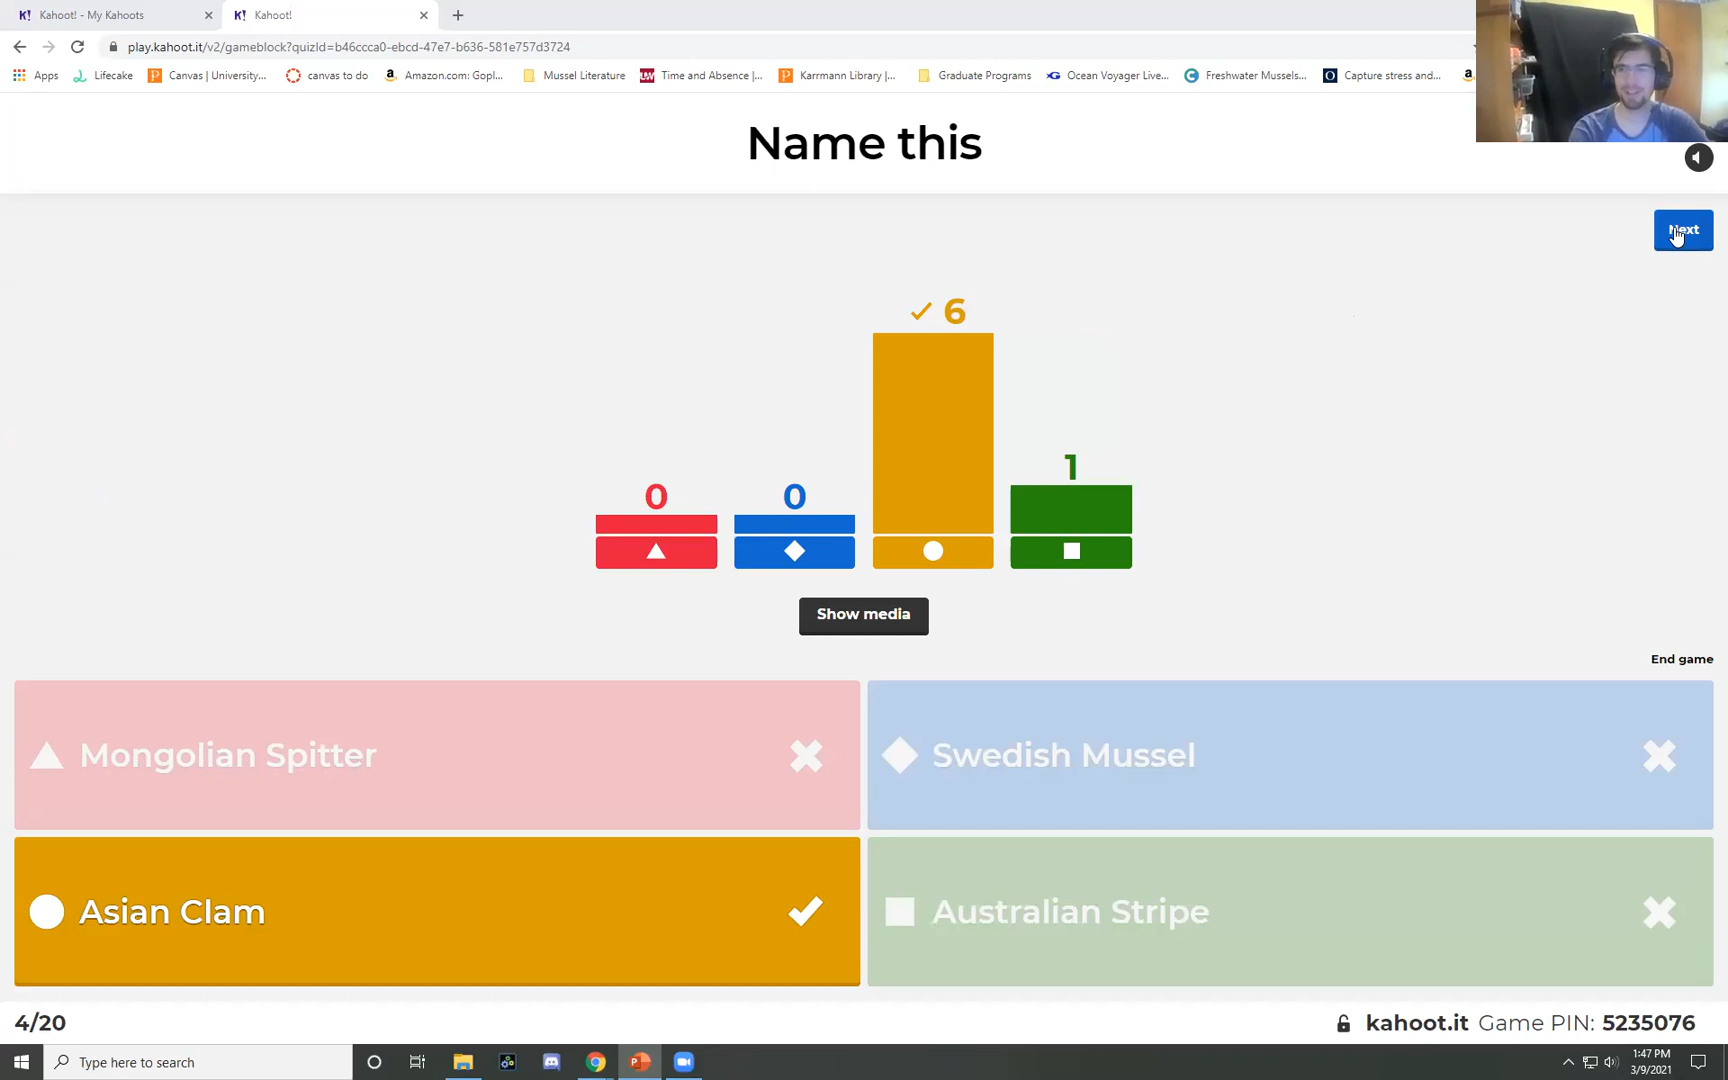 K! Kahoot! - My Kahoots
K! Kahoot!
play.kahoot.it/v2/gameblock?quizId=b46ccca0-ebcd-47e7-b636-581e757d3724
Apps
Lifecake
Canvas | University...
canvas to do
Amazon.com: Gopl...
Mussel Literature
Time and Absence |...
Karrmann Library |...
Graduate Programs
Ocean Voyager Live...
Freshwater Mussels...
Capture stress and...
Name this
Next
6
1
0
0
Show media
End game
Mongolian Spitter
Swedish Mussel
Asian Clam
Australian Stripe
4/20
kahoot.it Game PIN: 5235076
Type here to search
1:47 PM
3/9/2021